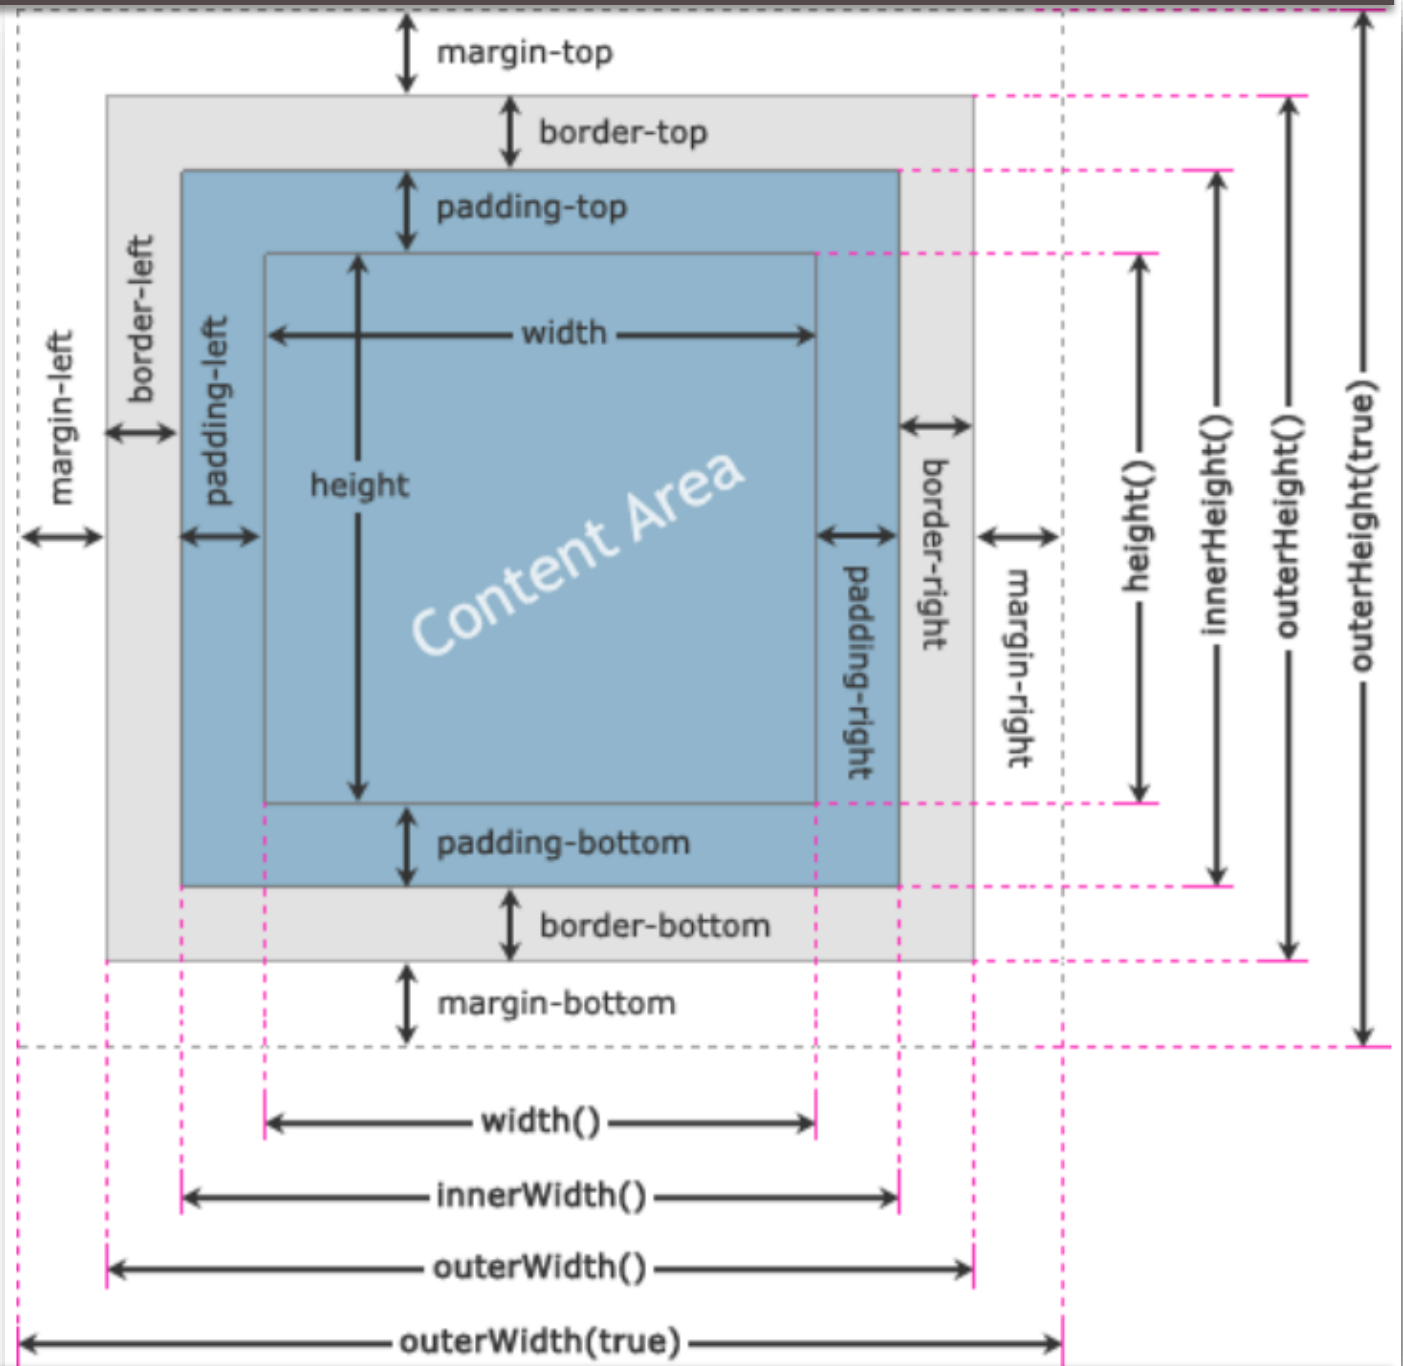 margin-top
border-top
padding-top
border-left
margin-left
padding-left
width
height
Content Area
padding-right
border-right
margin-right
height()
innerHeight()
outerHeight()
outerHeight(true)
padding-bottom
border-bottom
margin-bottom
width()
innerWidth()
outerWidth()
outerWidth(true)